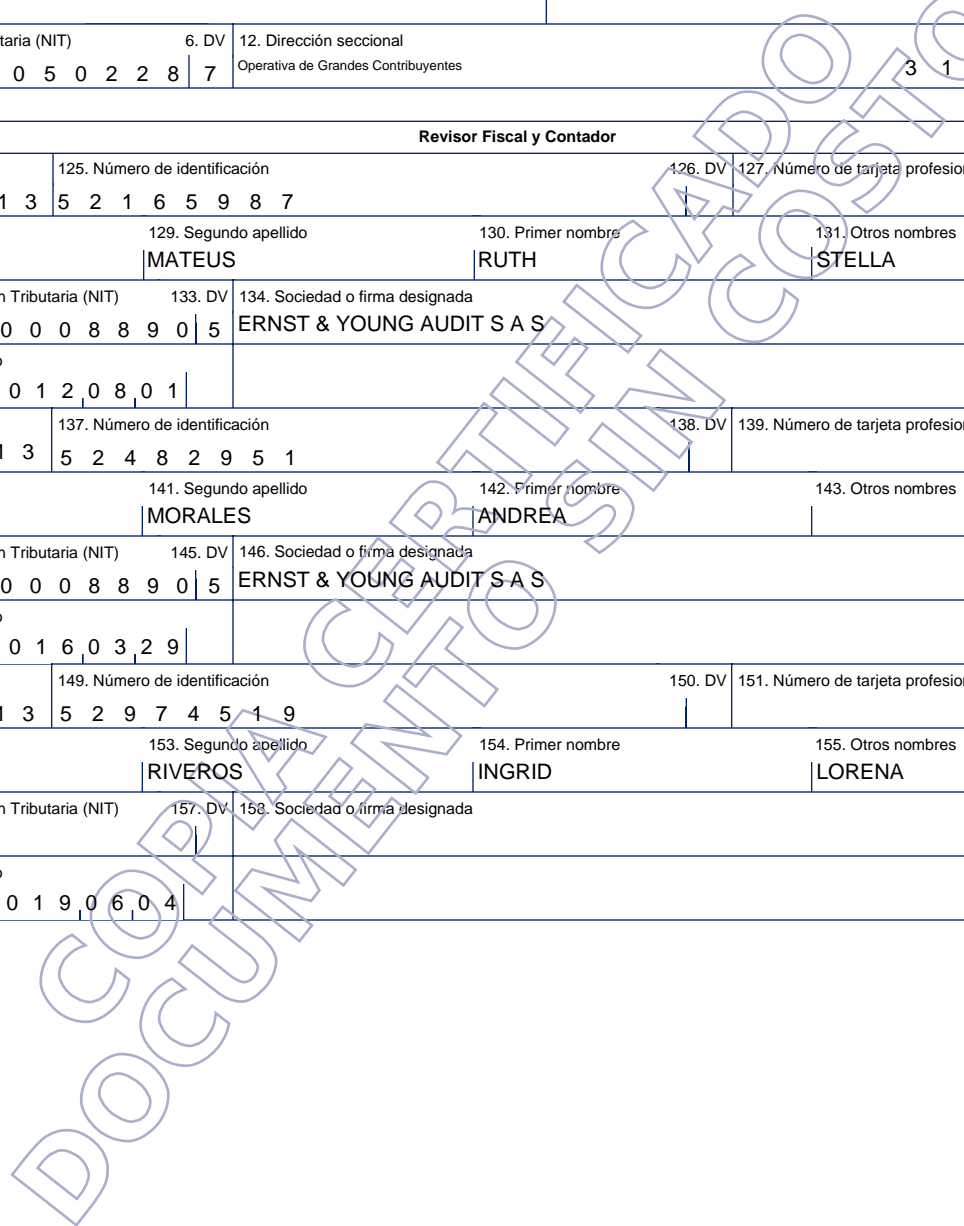 taria (NIT) 6. DV 12. Dirección seccional
0 5 0 2 2 8 7 Operativa de Grandes Contribuyentes 3 1
Revisor Fiscal y Contador
125. Número de identificación 126. DV 127. Número de tarjeta profesion
1 3 5 2 1 6 5 9 8 7
129. Segundo apellido 130. Primer nombre 131. Otros nombres
MATEUS RUTH STELLA
n Tributaria (NIT) 133. DV 134. Sociedad o firma designada
0 0 0 8 8 9 0 5 ERNST & YOUNG AUDIT S A S
o
0 1 2 0 8 0 1
137. Número de identificación 138. DV 139. Número de tarjeta profesion
1 3 5 2 4 8 2 9 5 1
141. Segundo apellido 142. Primer nombre 143. Otros nombres
MORALES ANDREA
n Tributaria (NIT) 145. DV 146. Sociedad o firma designada
0 0 0 8 8 9 0 5 ERNST & YOUNG AUDIT S A S
o
0 1 6 0 3 2 9
149. Número de identificación 150. DV 151. Número de tarjeta profesion
1 3 5 2 9 7 4 5 1 9
153. Segundo apellido 154. Primer nombre 155. Otros nombres
RIVEROS INGRID LORENA
n Tributaria (NIT) 157. DV 158. Sociedad o firma designada
o
0 1 9 0 6 0 4
COPIA CERTIFICADO
DOCUMENTO SIN COSTO